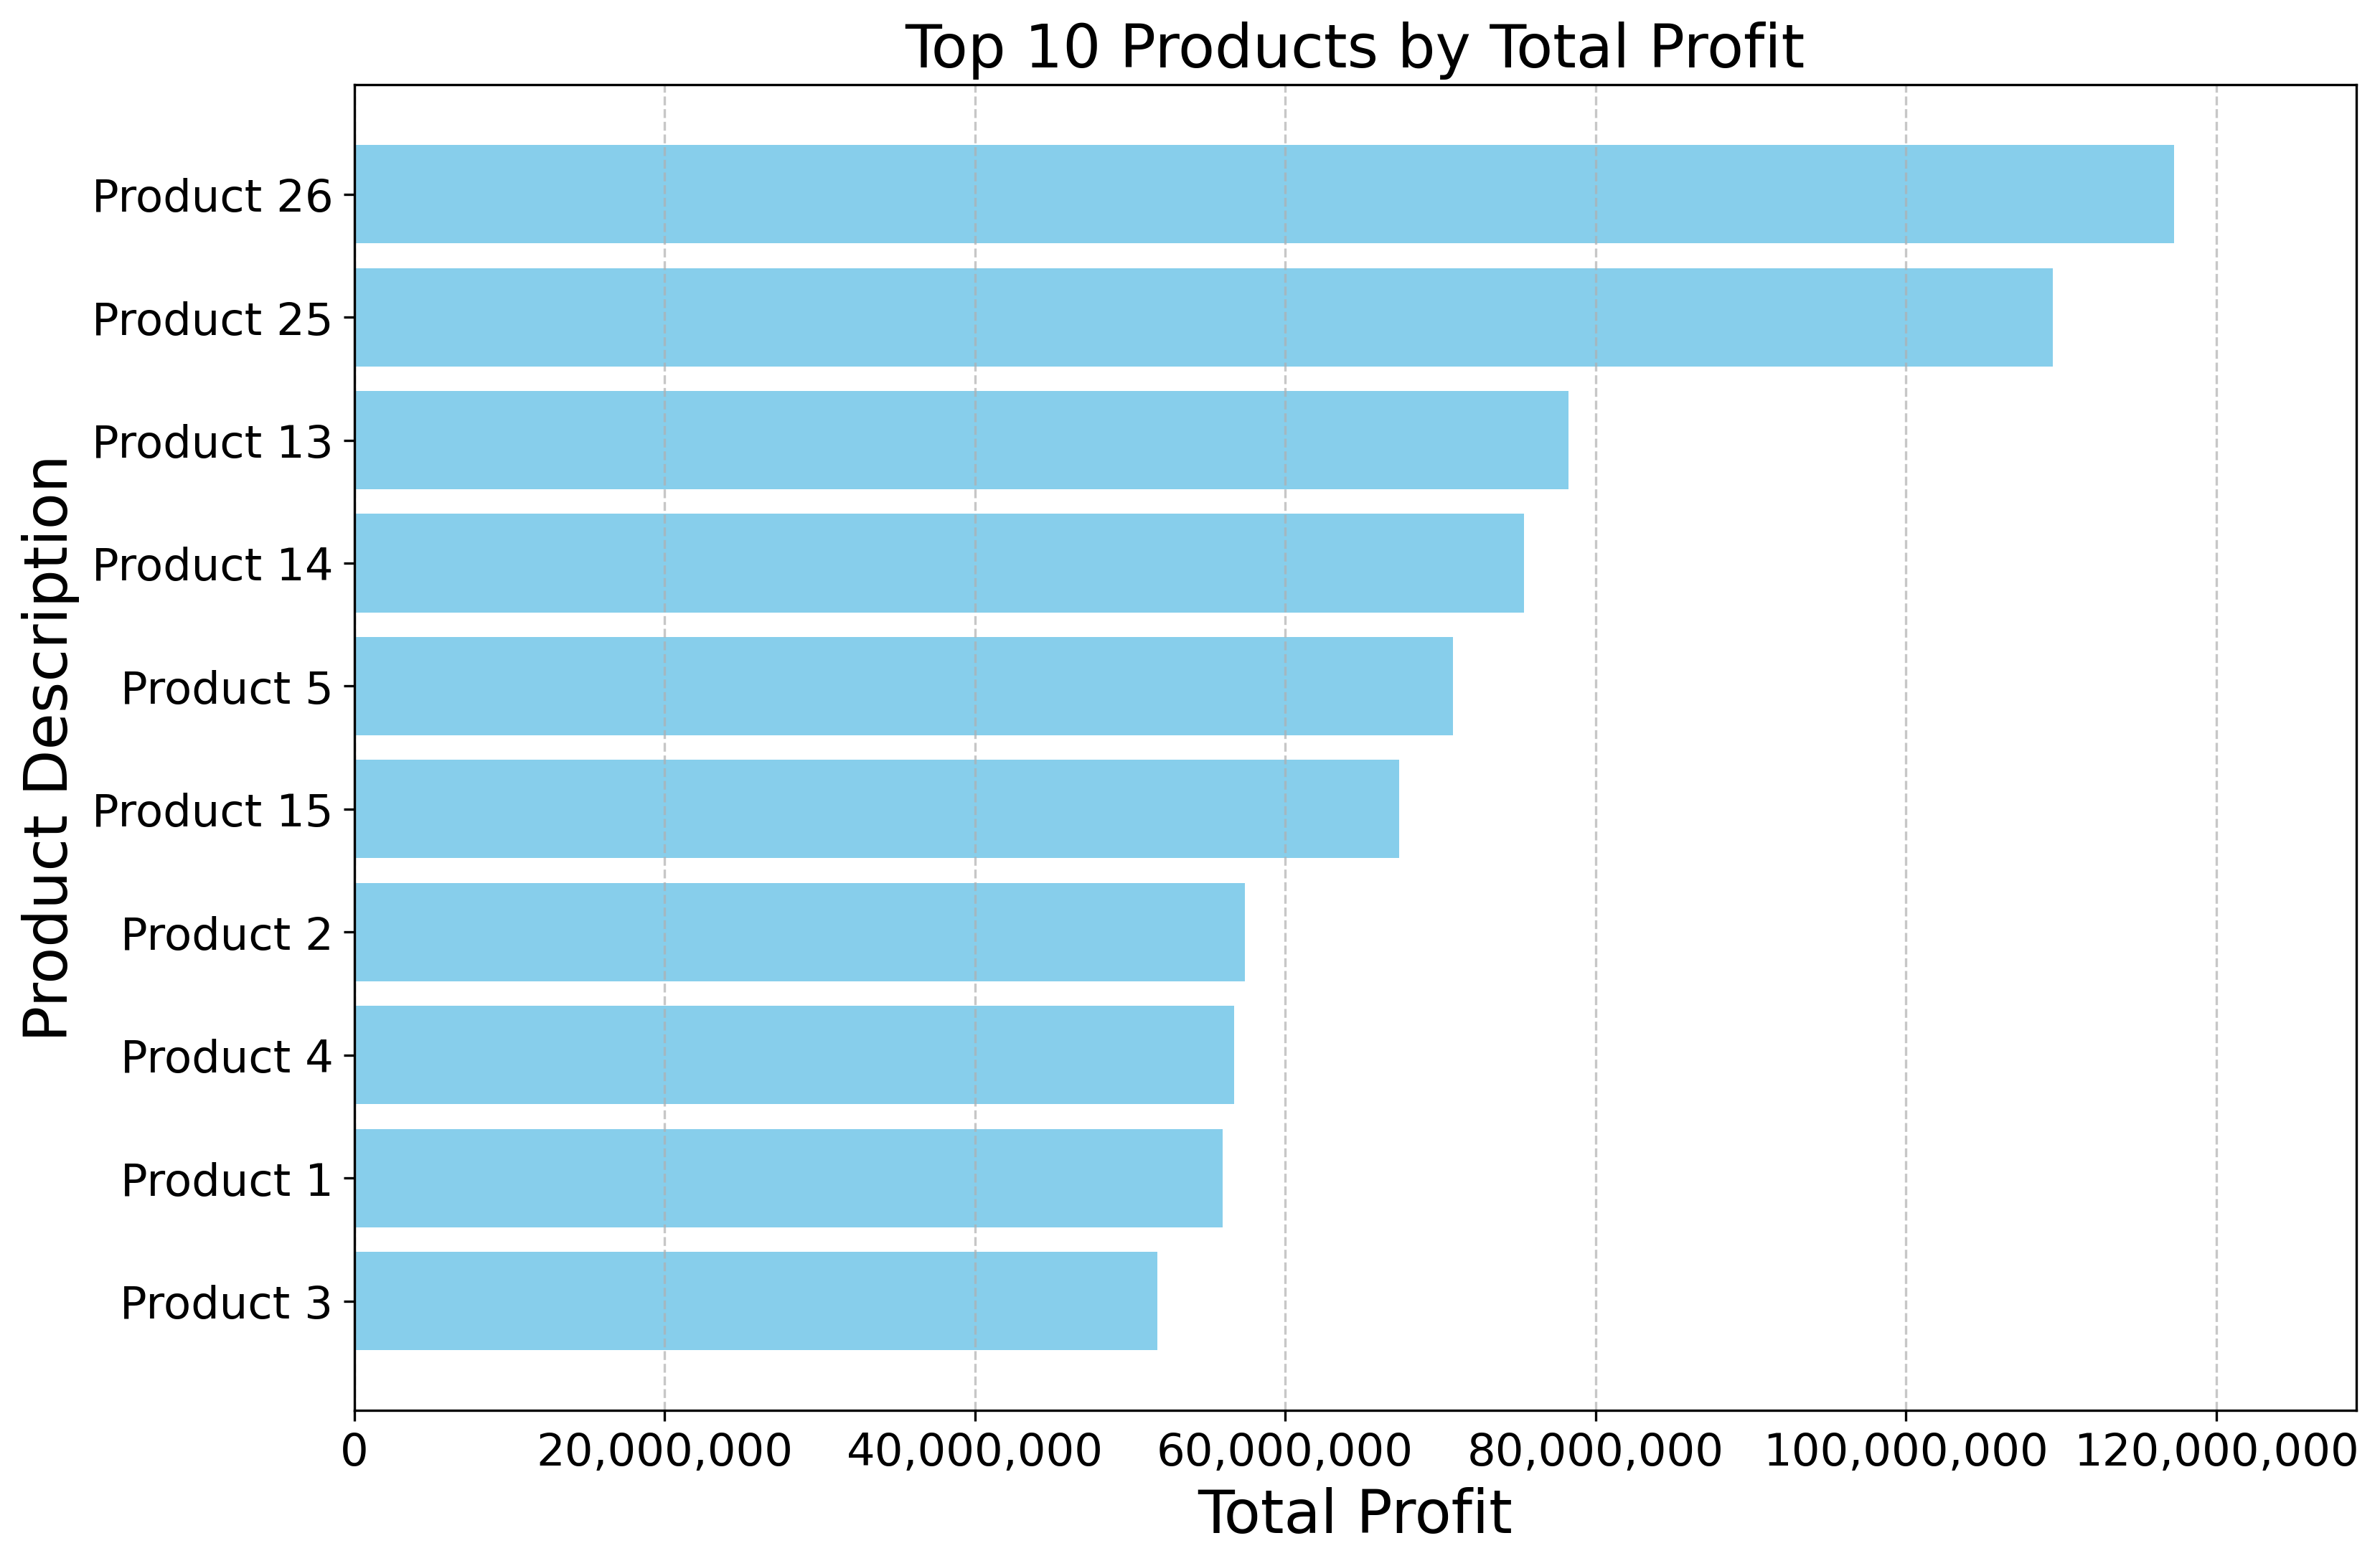 Top 10 Products by Total Profit
Product Description
Product 26
Product 25
Product 13
Product 14
Product 5
Product 15
Product 2
Product 4
Product 1
Product 3
0 20,000,000 40,000,000 60,000,000 80,000,000 100,000,000 120,000,000
Total Profit